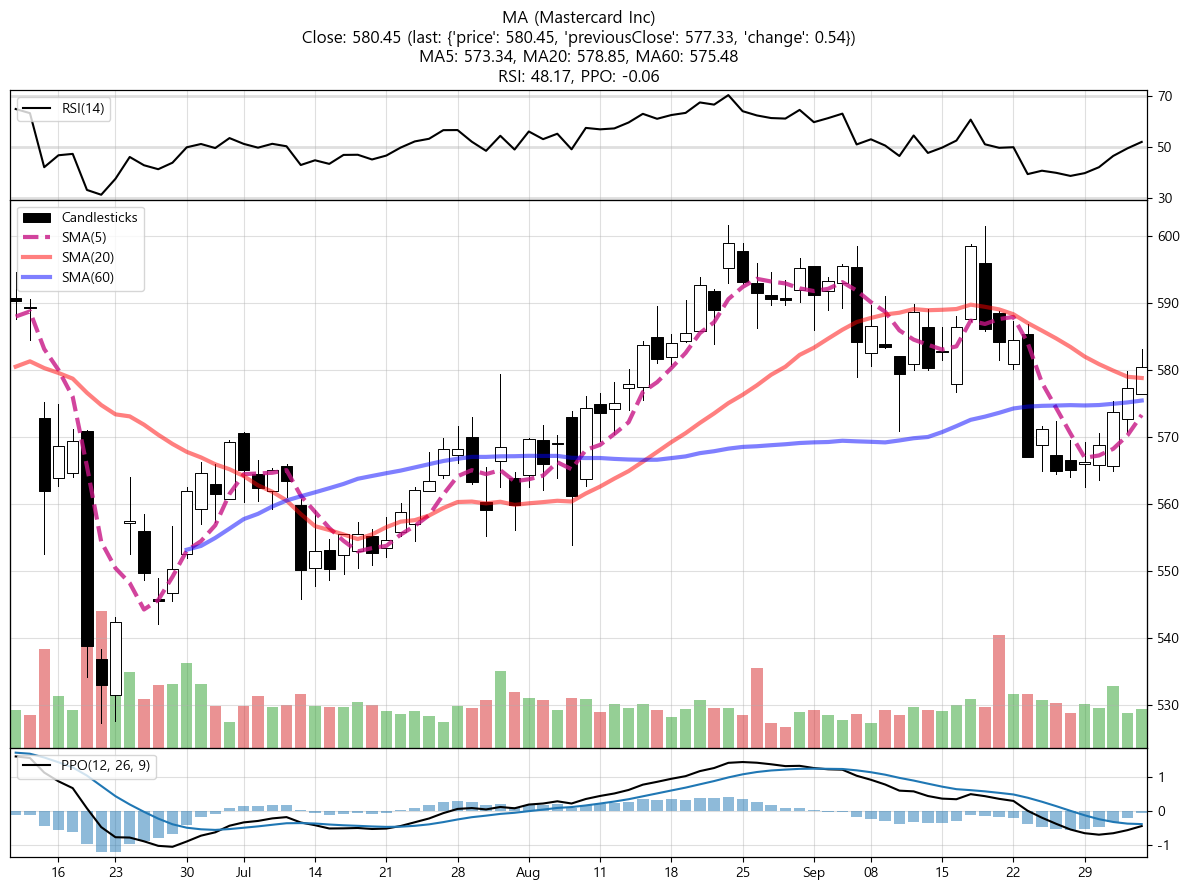 MA (Mastercard Inc)
Close: 580.45 (last: {'price': 580.45, 'previousClose': 577.33, 'change': 0.54})
MA5: 573.34, MA20: 578.85, MA60: 575.48
RSI: 48.17, PPO: -0.06
RSI(14)
70
50
30
Candlesticks
SMA(5)
SMA(20)
SMA(60)
600
590
580
570
560
550
540
530
PPO(12, 26, 9)
1
0
-1
16 23 30 Jul 14 21 28 Aug 11 18 25 Sep 08 15 22 29